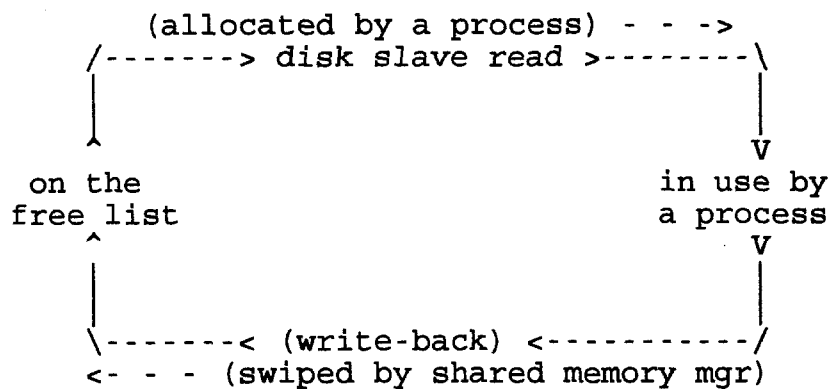 (allocated by a process) - - ->
/-------> disk slave read >--------\
|                                  |
^                                  V
on the                      in use by
free list                   a process
^                                  V
|                                  |
\-------< (write-back) <-----------/
<- - - (swiped by shared memory mgr)